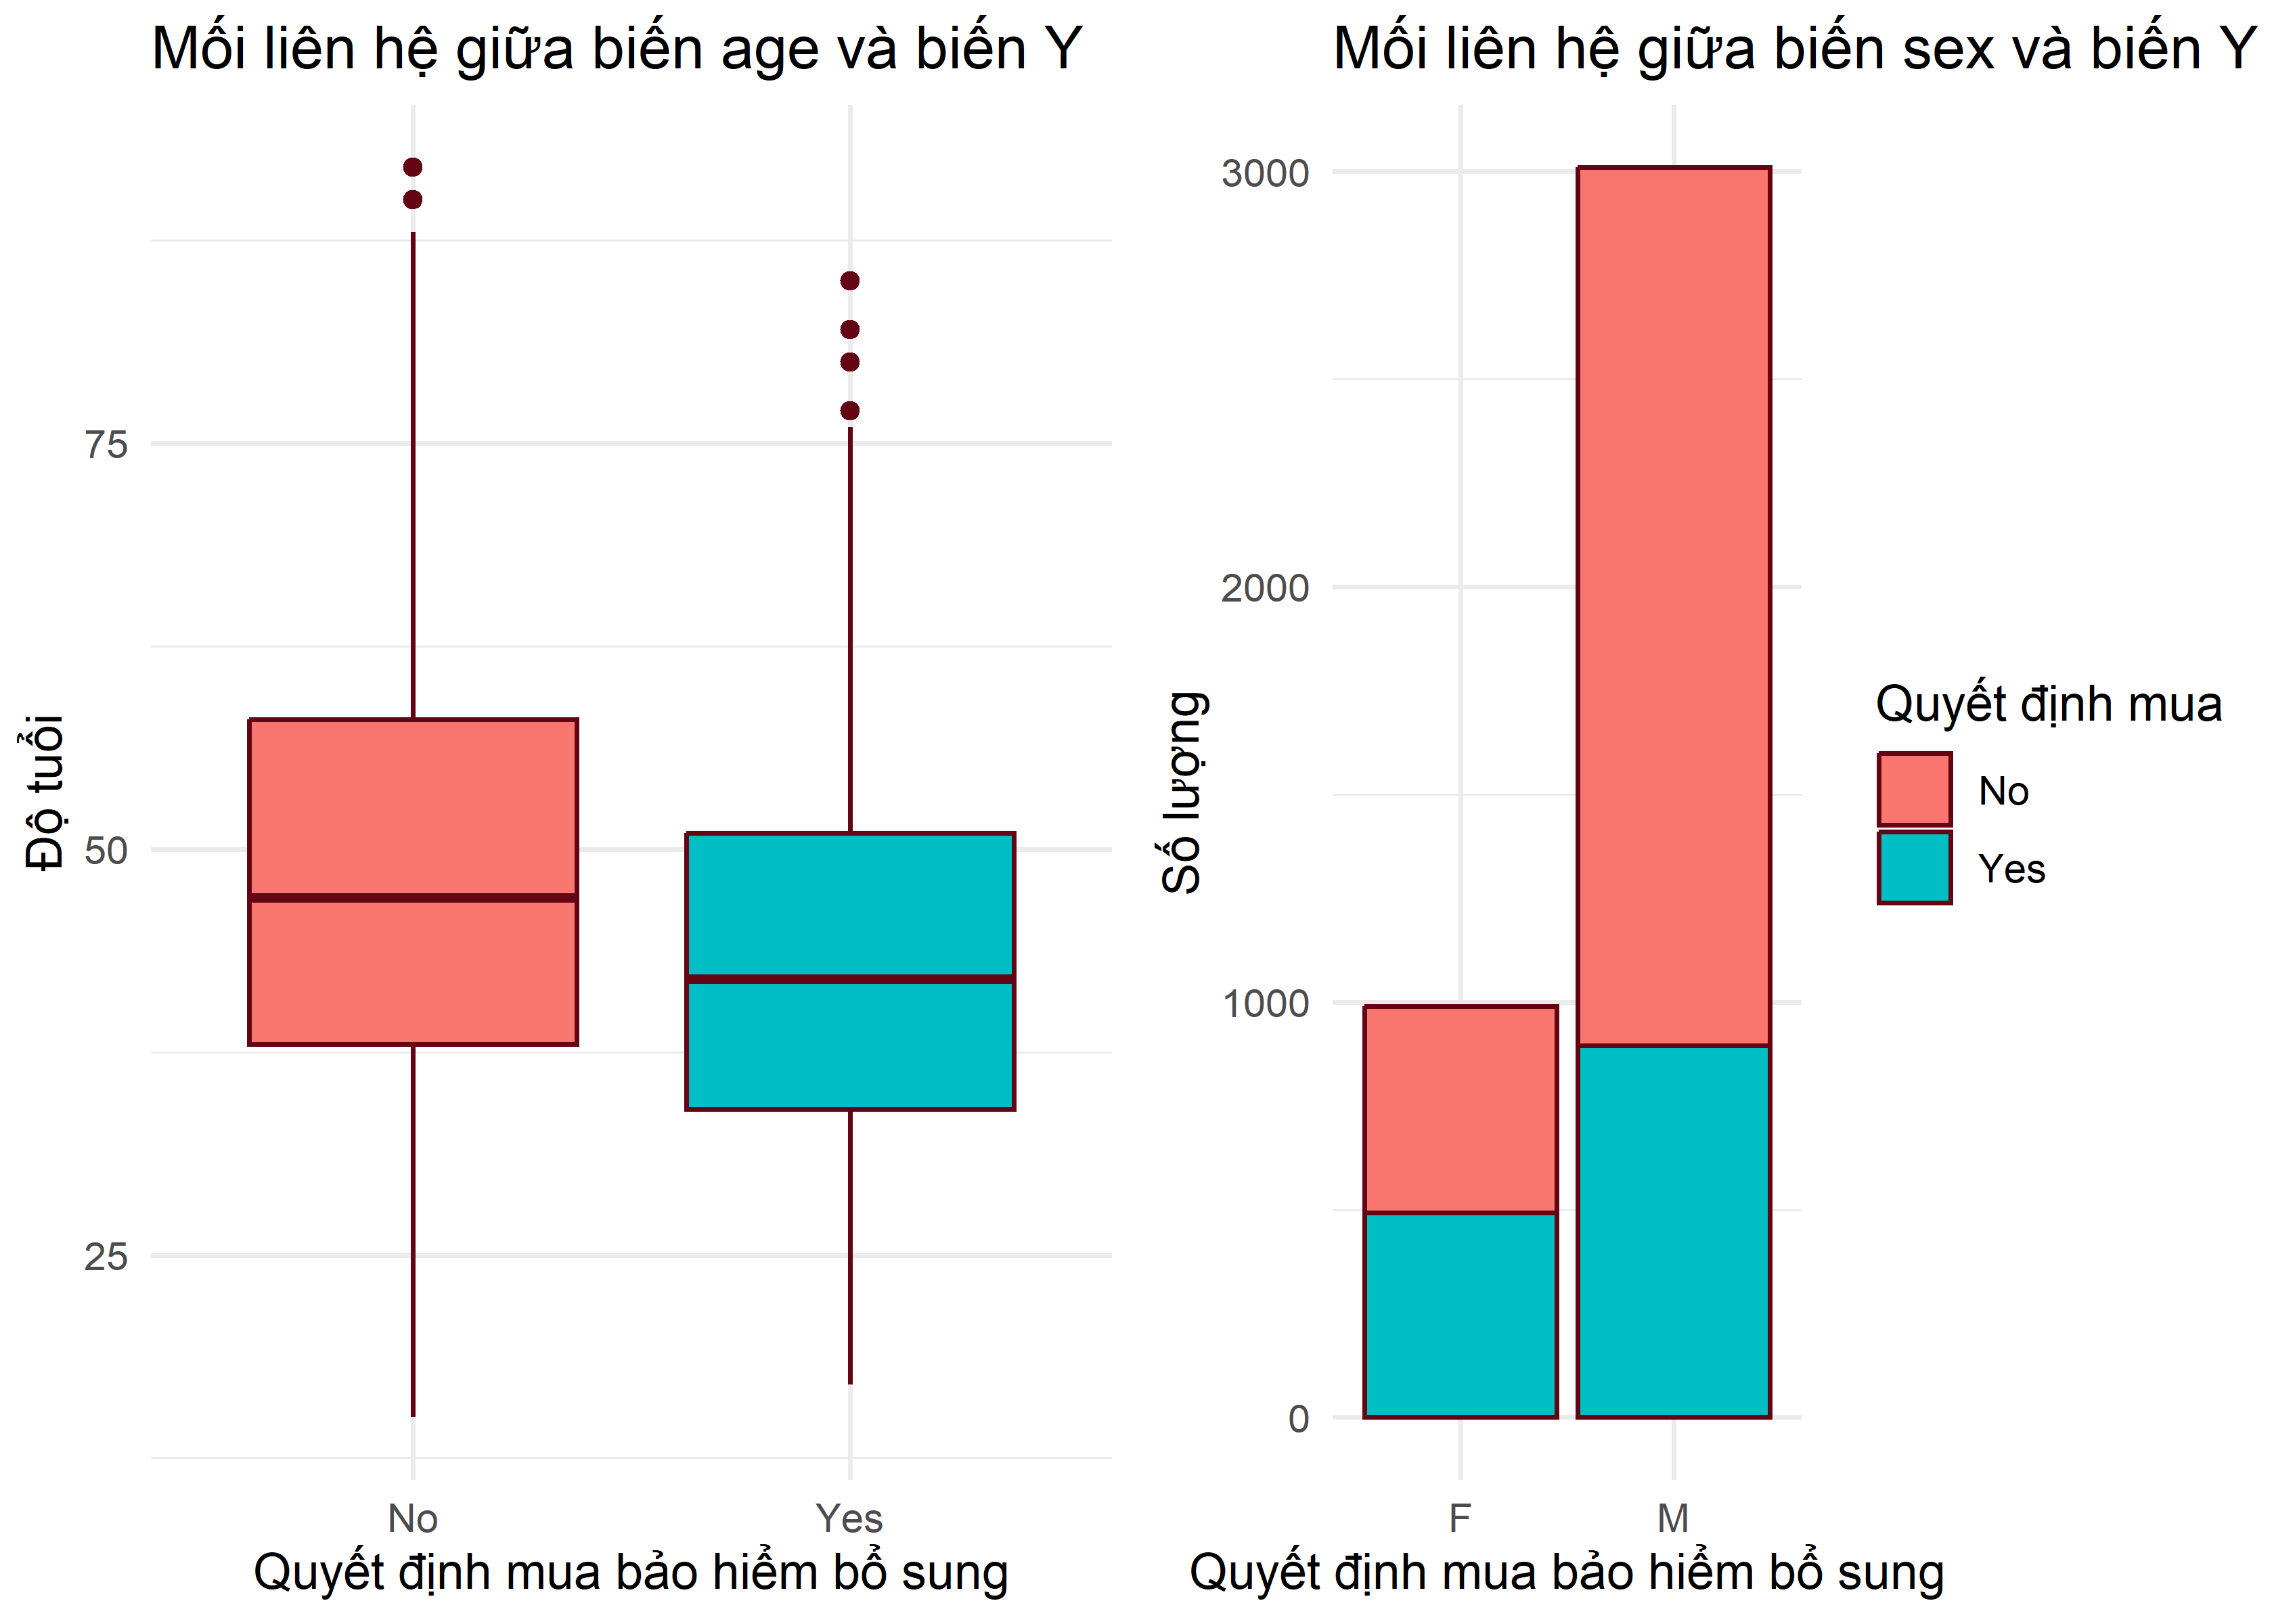 Mối liên hệ giữa biến age và biến Y
Độ tuổi
75
50
25
No
Yes
Quyết định mua bảo hiểm bổ sung
Mối liên hệ giữa biến sex và biến Y
Số lượng
3000
2000
1000
0
F
M
Quyết định mua bảo hiểm bổ sung
Quyết định mua
No
Yes